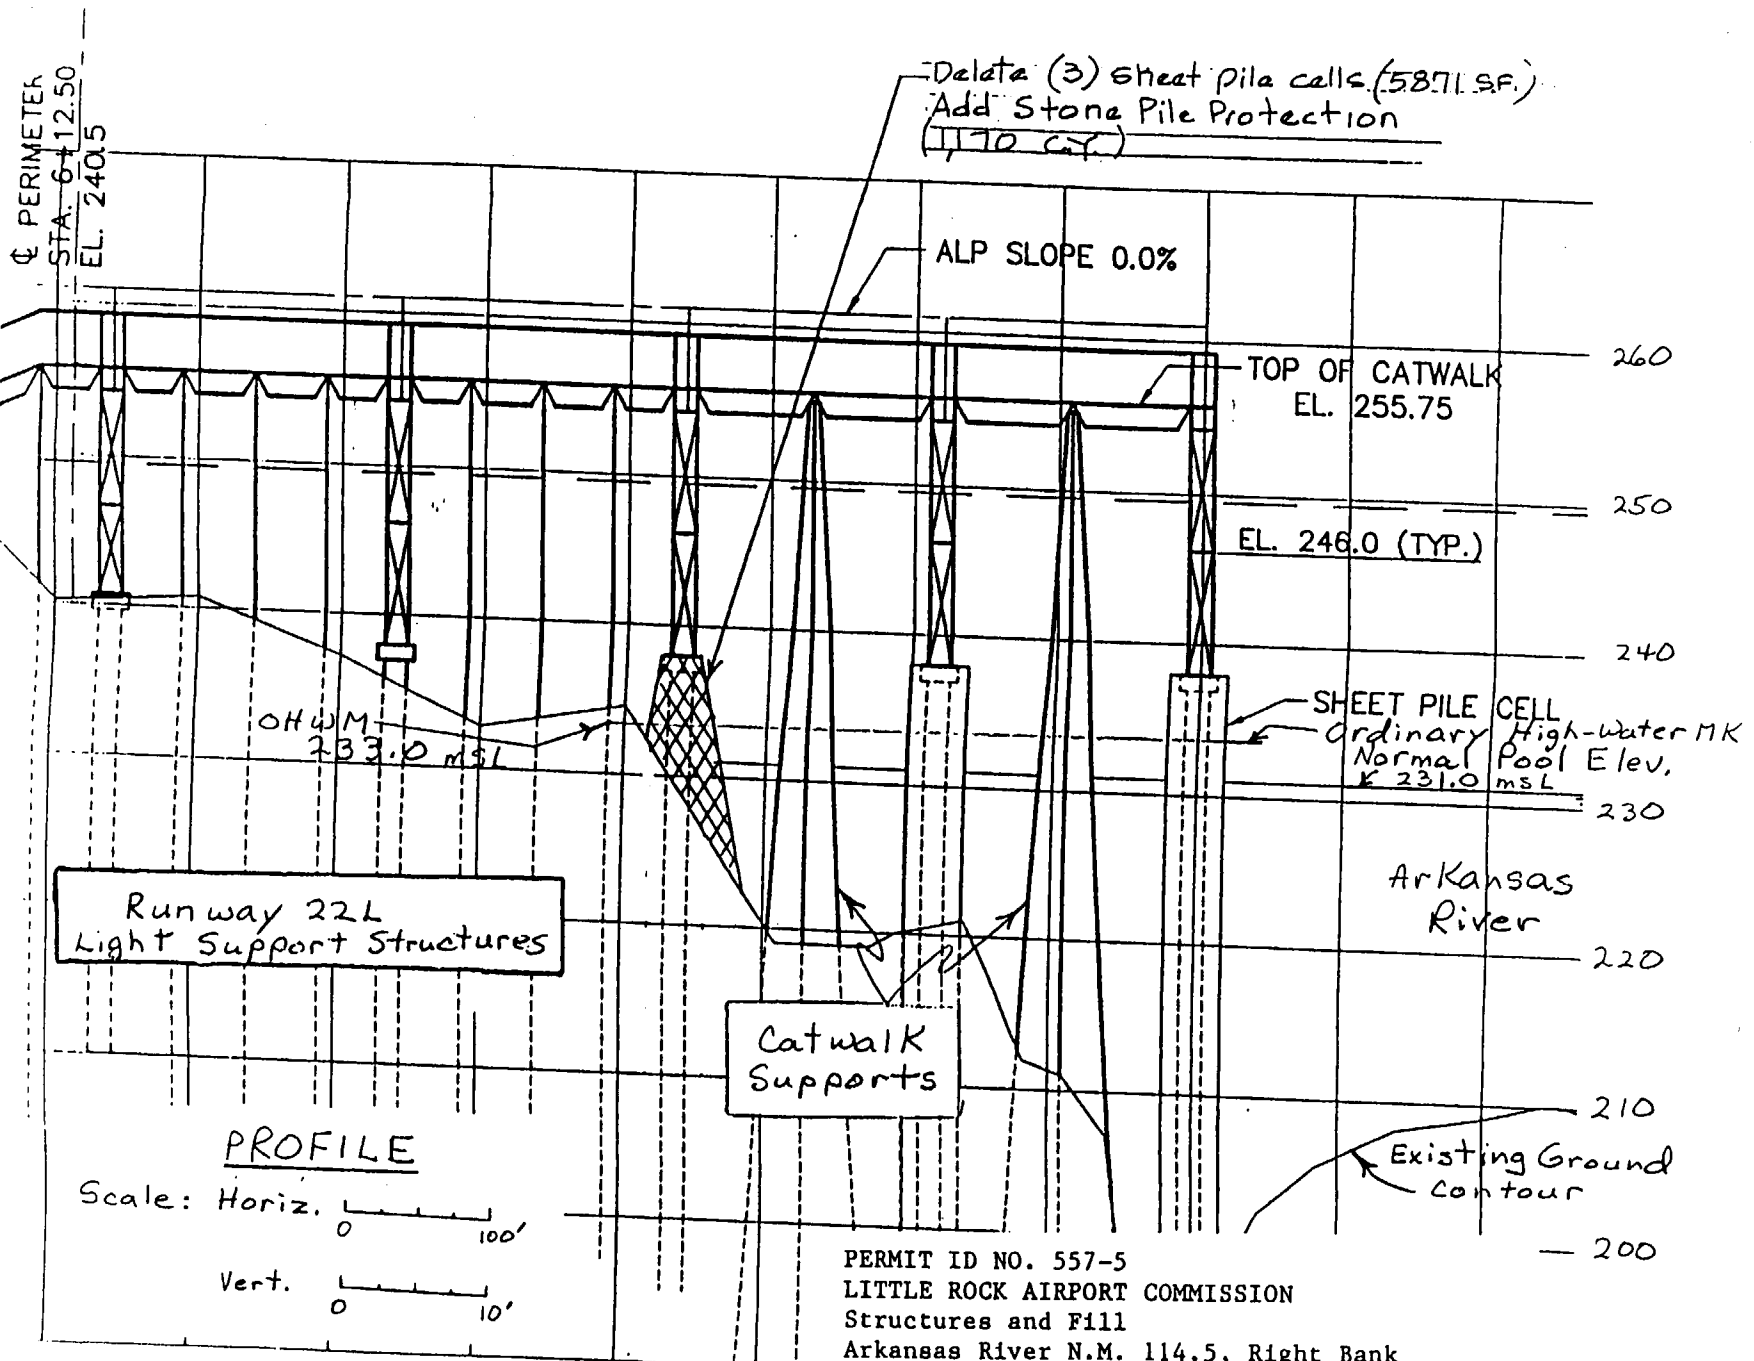 Delete (3) sheet pile cells (5871 S.F.)
Add Stone Pile Protection
(1,170 C.Y.)
℄ PERIMETER
STA. 6+12.50
EL. 240.5
ALP SLOPE 0.0%
260
TOP OF CATWALK
EL. 255.75
250
EL. 246.0 (TYP.)
240
SHEET PILE CELL
Ordinary High-Water MK
Normal Pool Elev.
231.0 msL
OHWM
233.0 msL
230
Arkansas
River
Runway 22L
Light Support Structures
220
Catwalk
Supports
210
Existing Ground
Contour
PROFILE
Scale: Horiz.
0 100'
Vert.
0 10'
200
PERMIT ID NO. 557-5
LITTLE ROCK AIRPORT COMMISSION
Structures and Fill
Arkansas River N.M. 114.5, Right Bank